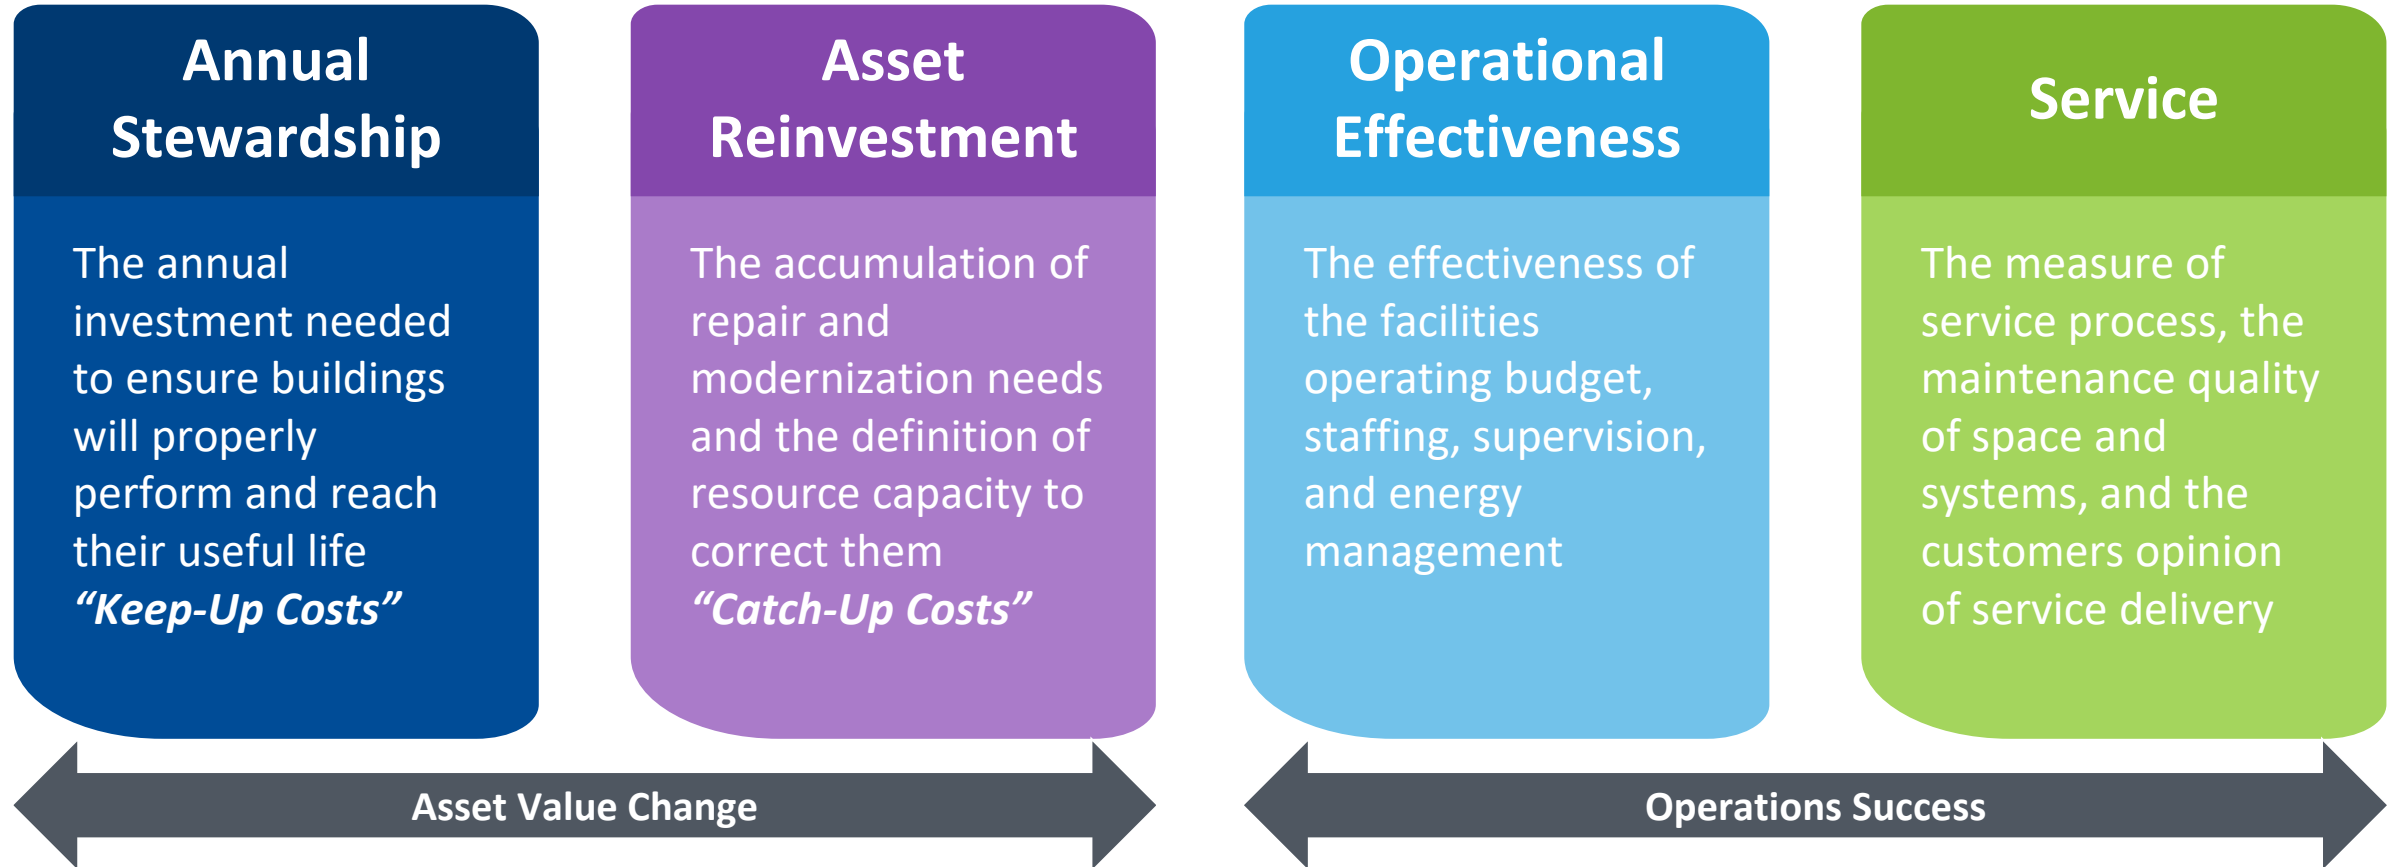 Annual
Stewardship
The annual
investment needed
to ensure buildings
will properly
perform and reach
their useful life
“Keep-Up Costs”
Asset
Reinvestment
The accumulation of
repair and
modernization needs
and the definition of
resource capacity to
correct them
“Catch-Up Costs”
Operational
Effectiveness
The effectiveness of
the facilities
operating budget,
staffing, supervision,
and energy
management
Service
The measure of
service process, the
maintenance quality
of space and
systems, and the
customers opinion
of service delivery
Asset Value Change
Operations Success